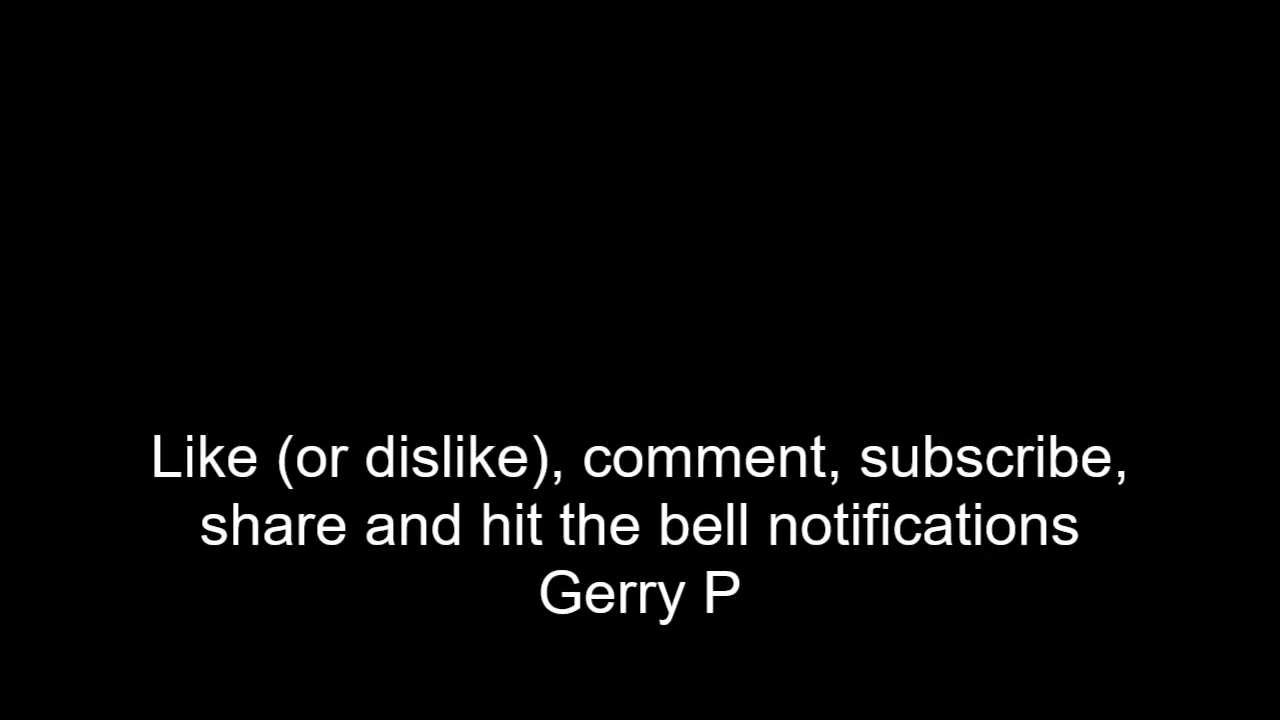 Like (or dislike), comment, subscribe,
share and hit the bell notifications
Gerry P